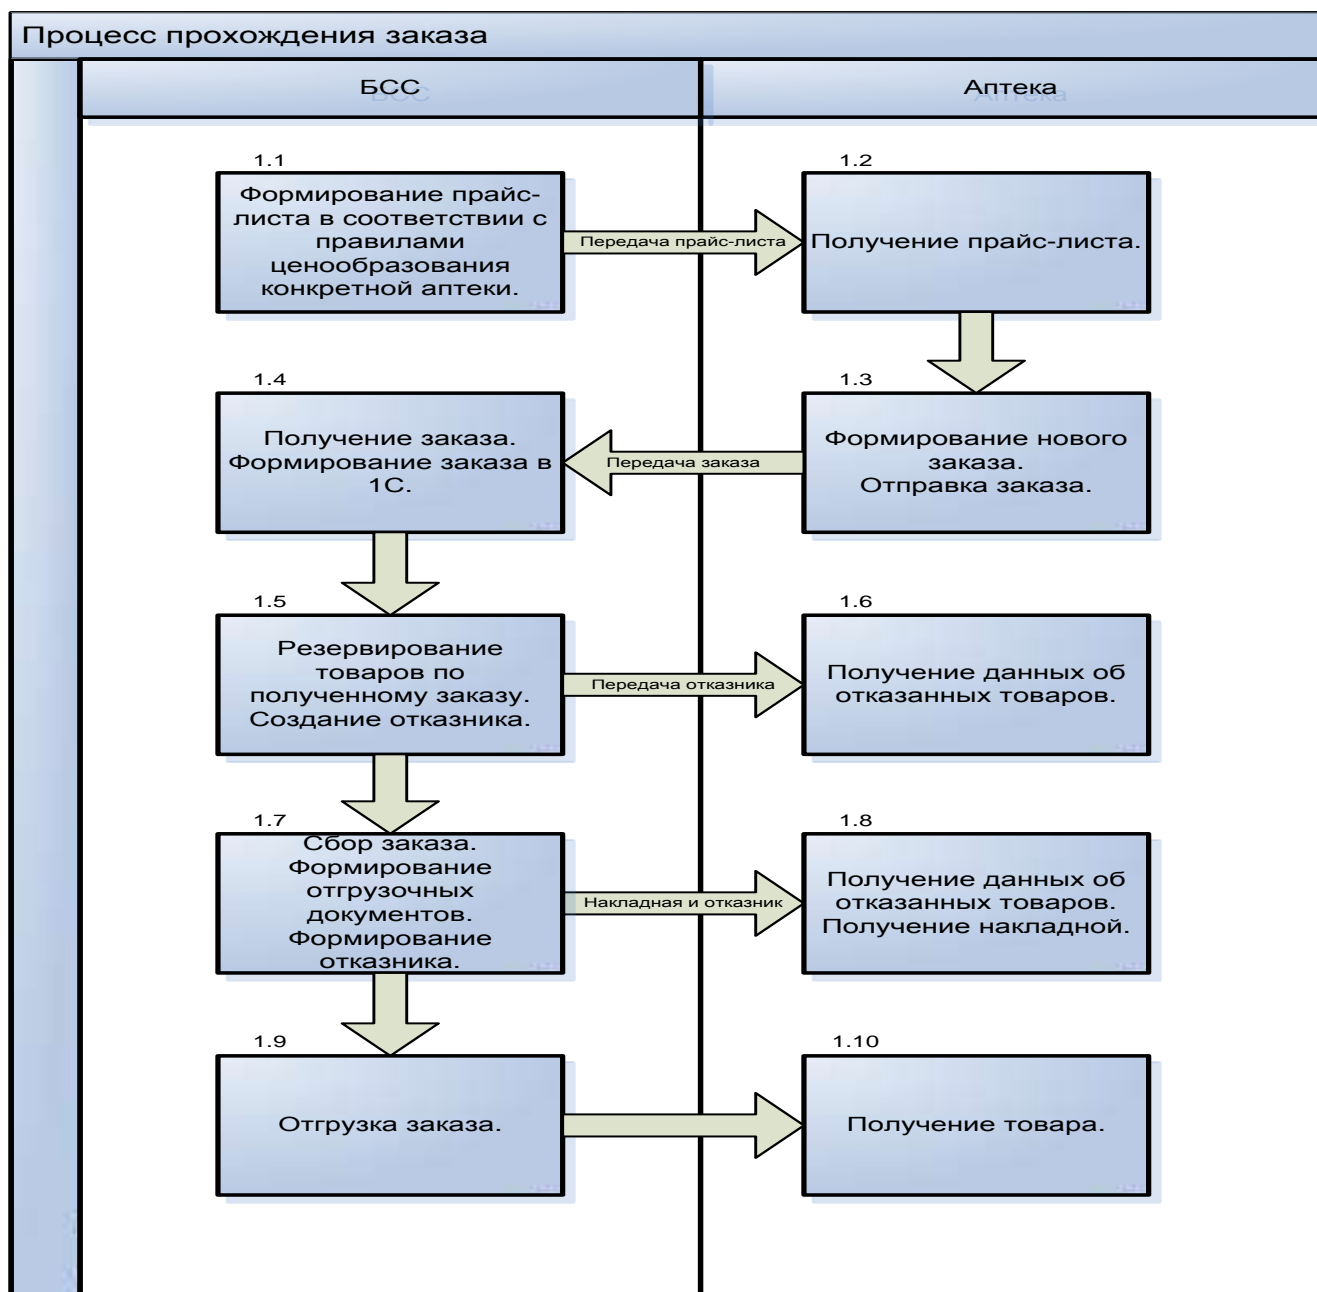 Процесс прохождения заказа
БСС
Аптека
1.1
Формирование прайс-
листа в соответствии с
правилами
ценообразования
конкретной аптеки.
Передача прайс-листа
1.2
Получение прайс-листа.
1.4
Получение заказа.
Формирование заказа в
1С.
Передача заказа
1.3
Формирование нового
заказа.
Отправка заказа.
1.5
Резервирование
товаров по
полученному заказу.
Создание отказника.
Передача отказника
1.6
Получение данных об
отказанных товаров.
1.7
Сбор заказа.
Формирование
отгрузочных
документов.
Формирование
отказника.
Накладная и отказник
1.8
Получение данных об
отказанных товаров.
Получение накладной.
1.9
Отгрузка заказа.
1.10
Получение товара.